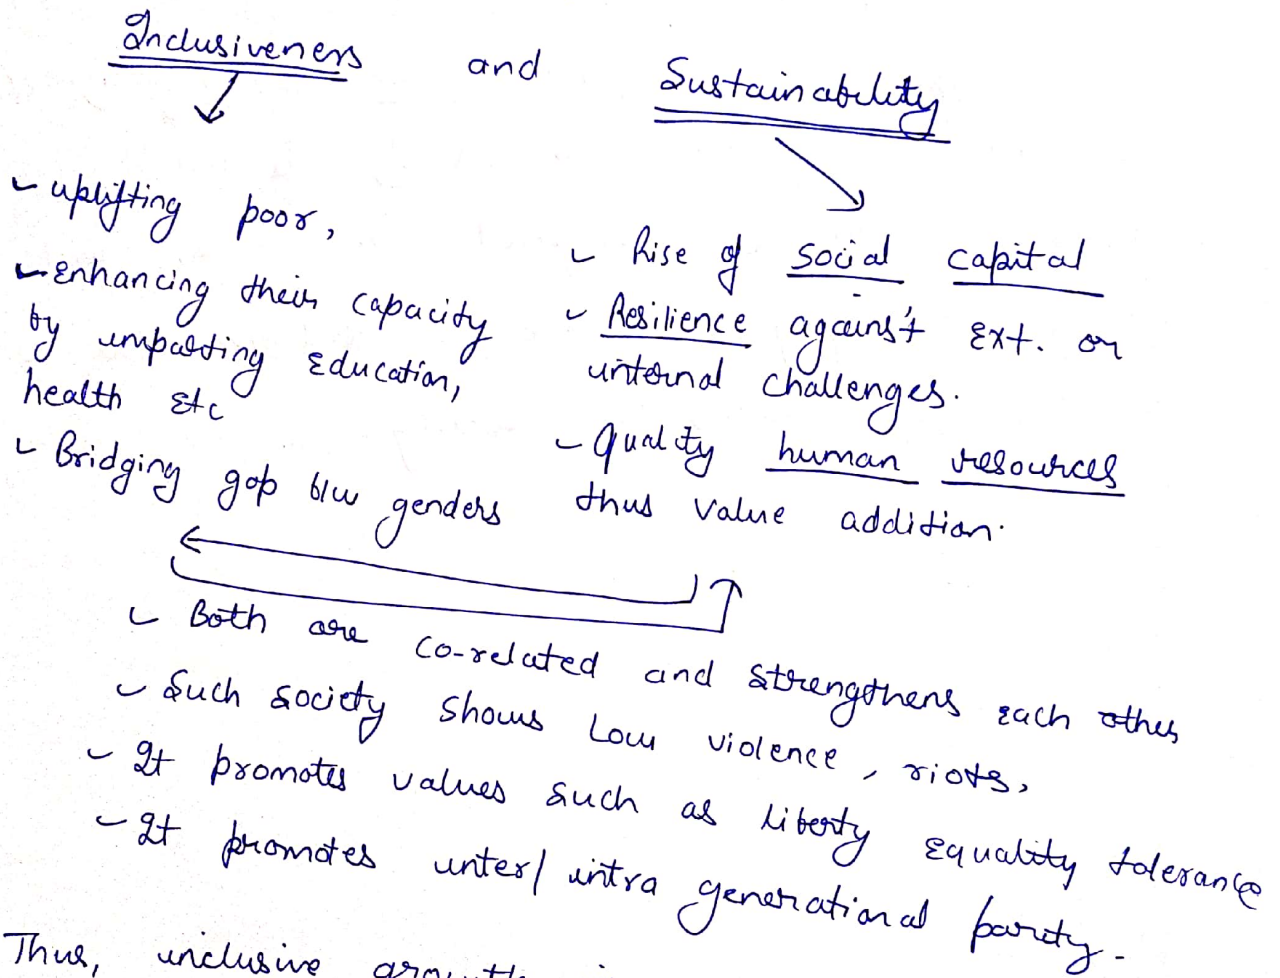 Inclusiveness and Sustainability
✓ uplifting poor,
✓ Enhancing their capacity
by imparting Education,
health Etc
✓ Bridging gap b/w genders
✓ Rise of social capital
✓ Resilience against Ext. or
internal challenges.
✓ quality human resources
thus value addition.
✓ Both are co-related and strengthens each other
✓ Such society shows low violence, riots,
✓ It promotes values such as liberty equality tolerance
✓ It promotes inter/intra generational parity.
Thus, inclusive growth